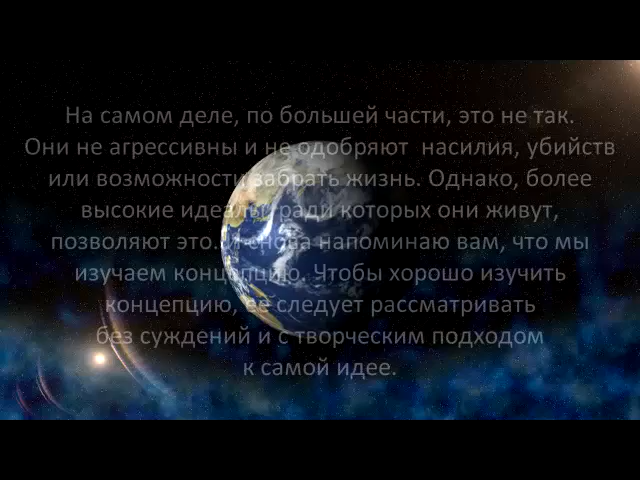 На самом деле, по большей части, это не так.
Они не агрессивны и не одобряют насилия, убийств
или возможности забрать жизнь. Однако, более
высокие идеалы, ради которых они живут,
позволяют это. И снова напоминаю вам, что мы
изучаем концепцию. Чтобы хорошо изучить
концепцию, её следует рассматривать
без суждений и с творческим подходом
к самой идее.